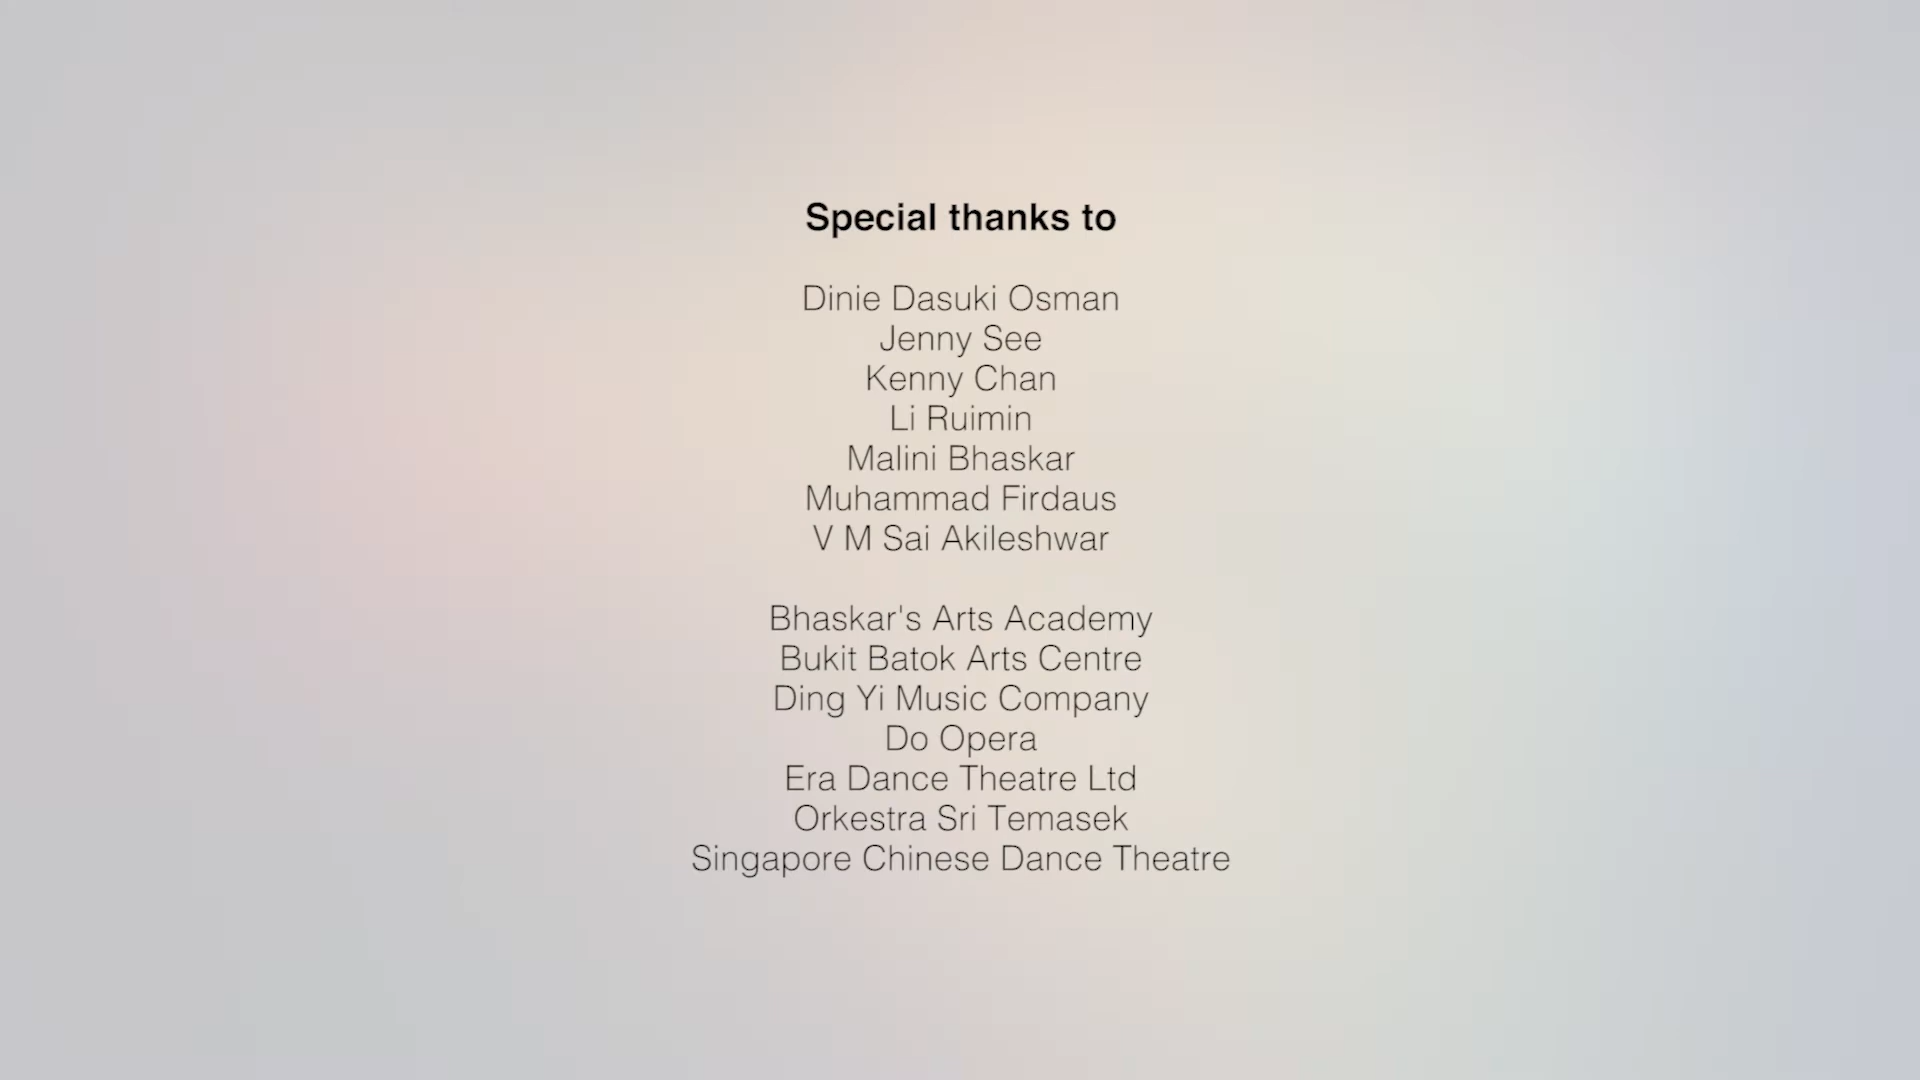 Special thanks to
Dinie Dasuki Osman
Jenny See
Kenny Chan
Li Ruimin
Malini Bhaskar
Muhammad Firdaus
V M Sai Akileshwar
Bhaskar's Arts Academy
Bukit Batok Arts Centre
Ding Yi Music Company
Do Opera
Era Dance Theatre Ltd
Orkestra Sri Temasek
Singapore Chinese Dance Theatre